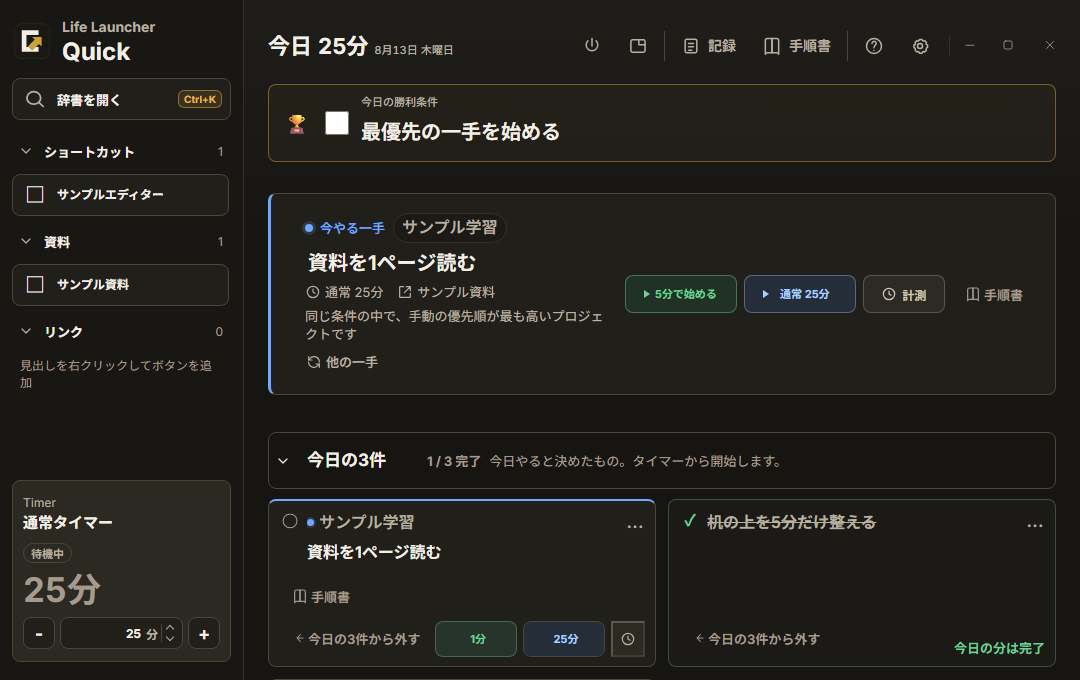 Life Launcher
Quick
辞書を開く Ctrl+K
ショートカット 1
サンプルエディター
資料 1
サンプル資料
リンク 0
見出しを右クリックしてボタンを追
加
Timer
通常タイマー
待機中
25分
- 25 分 +
今日 25分 8月13日 木曜日
記録 手順書
今日の勝利条件
最優先の一手を始める
今やる一手 サンプル学習
資料を1ページ読む
通常 25分 サンプル資料
同じ条件の中で、手動の優先順が最も高いプロジェ
クトです
他の一手
5分で始める 通常 25分 計測 手順書
今日の3件 1 / 3 完了 今日やると決めたもの。タイマーから開始します。
サンプル学習 ...
資料を1ページ読む
手順書
←今日の3件から外す 1分 25分
✓ 机の上を5分だけ整える ...
←今日の3件から外す
今日の分は完了